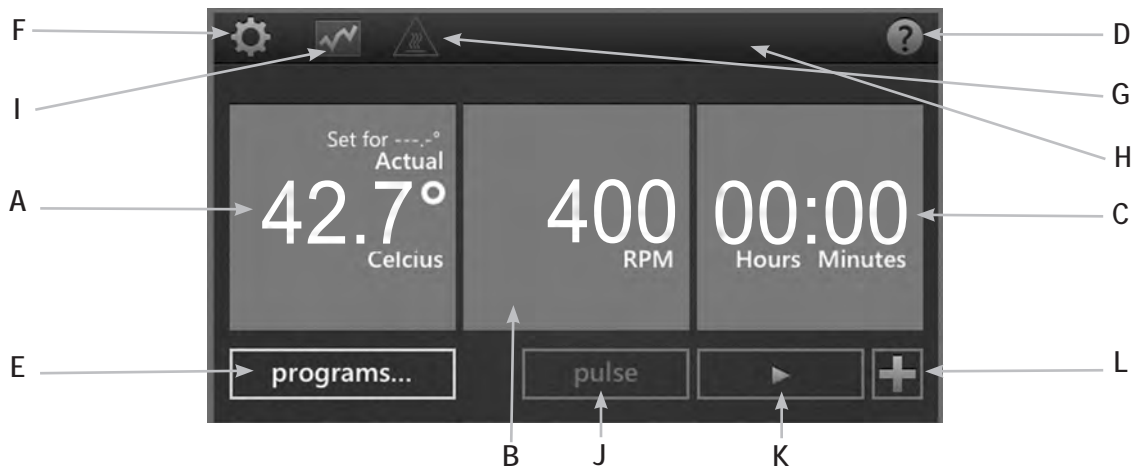 F
D
I
G
H
Set for ---.-°
Actual
A
42.7°
400
00:00
C
Celcius
RPM
Hours Minutes
E
programs...
pulse
L
B
J
K